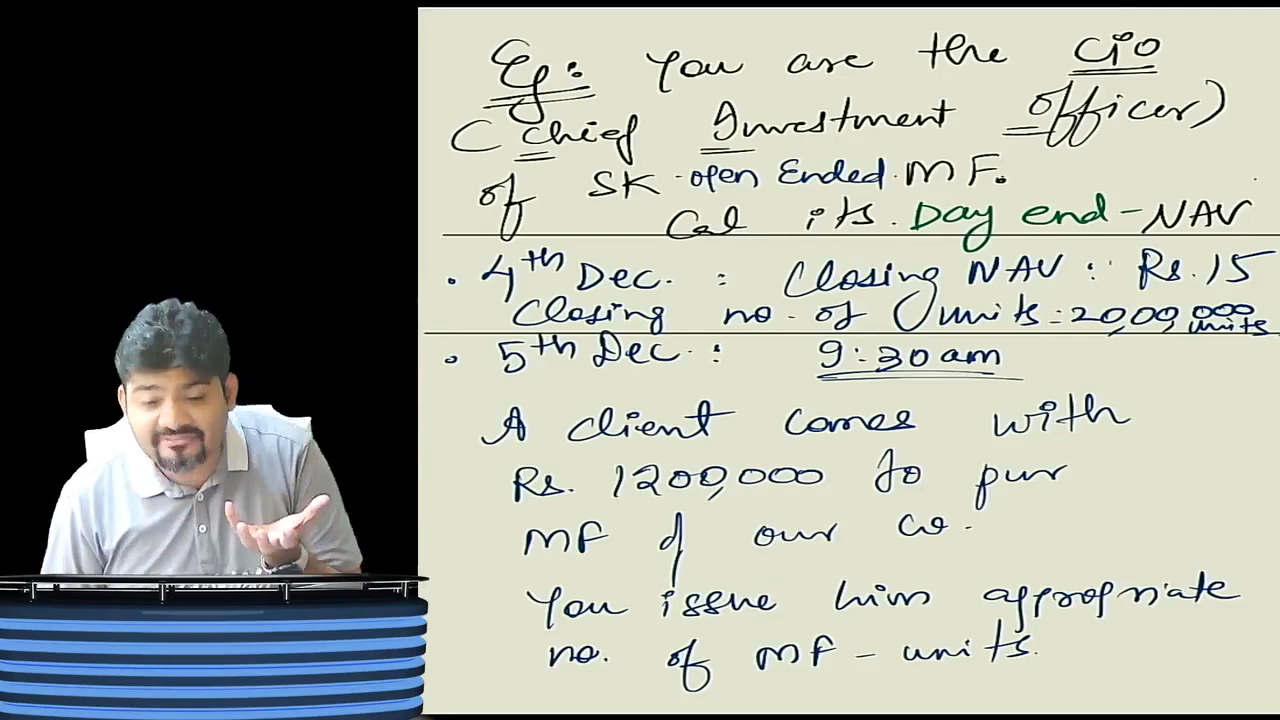 Eg: You are the CIO
(Chief Investment Officer)
of SK open Ended MF.
Cal its Day end-NAV
. 4th Dec. : Closing NAV : Rs. 15
Closing no. of Units: 20,00,000 units
. 5th Dec. : 9:30am
A client comes with
Rs. 1200,000 to pur
MF of our co.
You issue him appropriate
no. of MF - units.